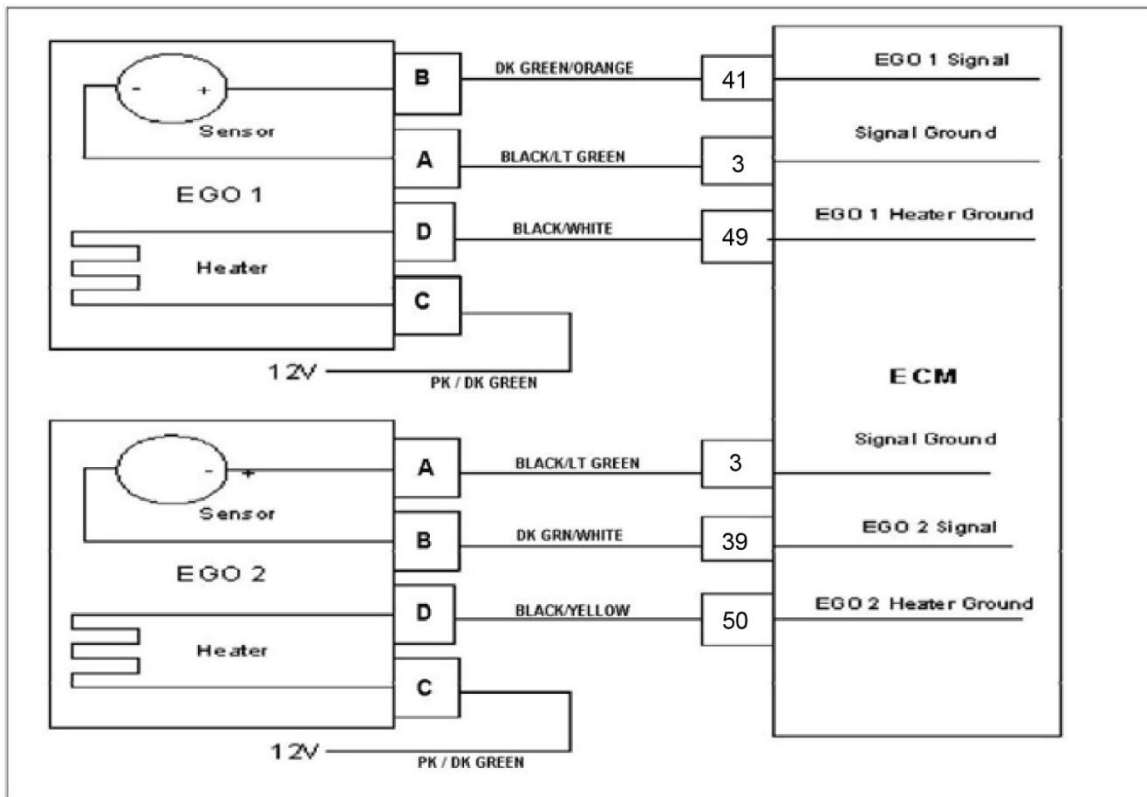 B
DK GREEN/ORANGE
41
EGO 1 Signal
- +
Sensor
A
BLACK/LT GREEN
3
Signal Ground
EGO 1
D
BLACK/WHITE
49
EGO 1 Heater Ground
Heater
C
12V
PK / DK GREEN
ECM
A
BLACK/LT GREEN
3
Signal Ground
- +
Sensor
B
DK GRN/WHITE
39
EGO 2 Signal
EGO 2
D
BLACK/YELLOW
50
EGO 2 Heater Ground
Heater
C
12V
PK / DK GREEN